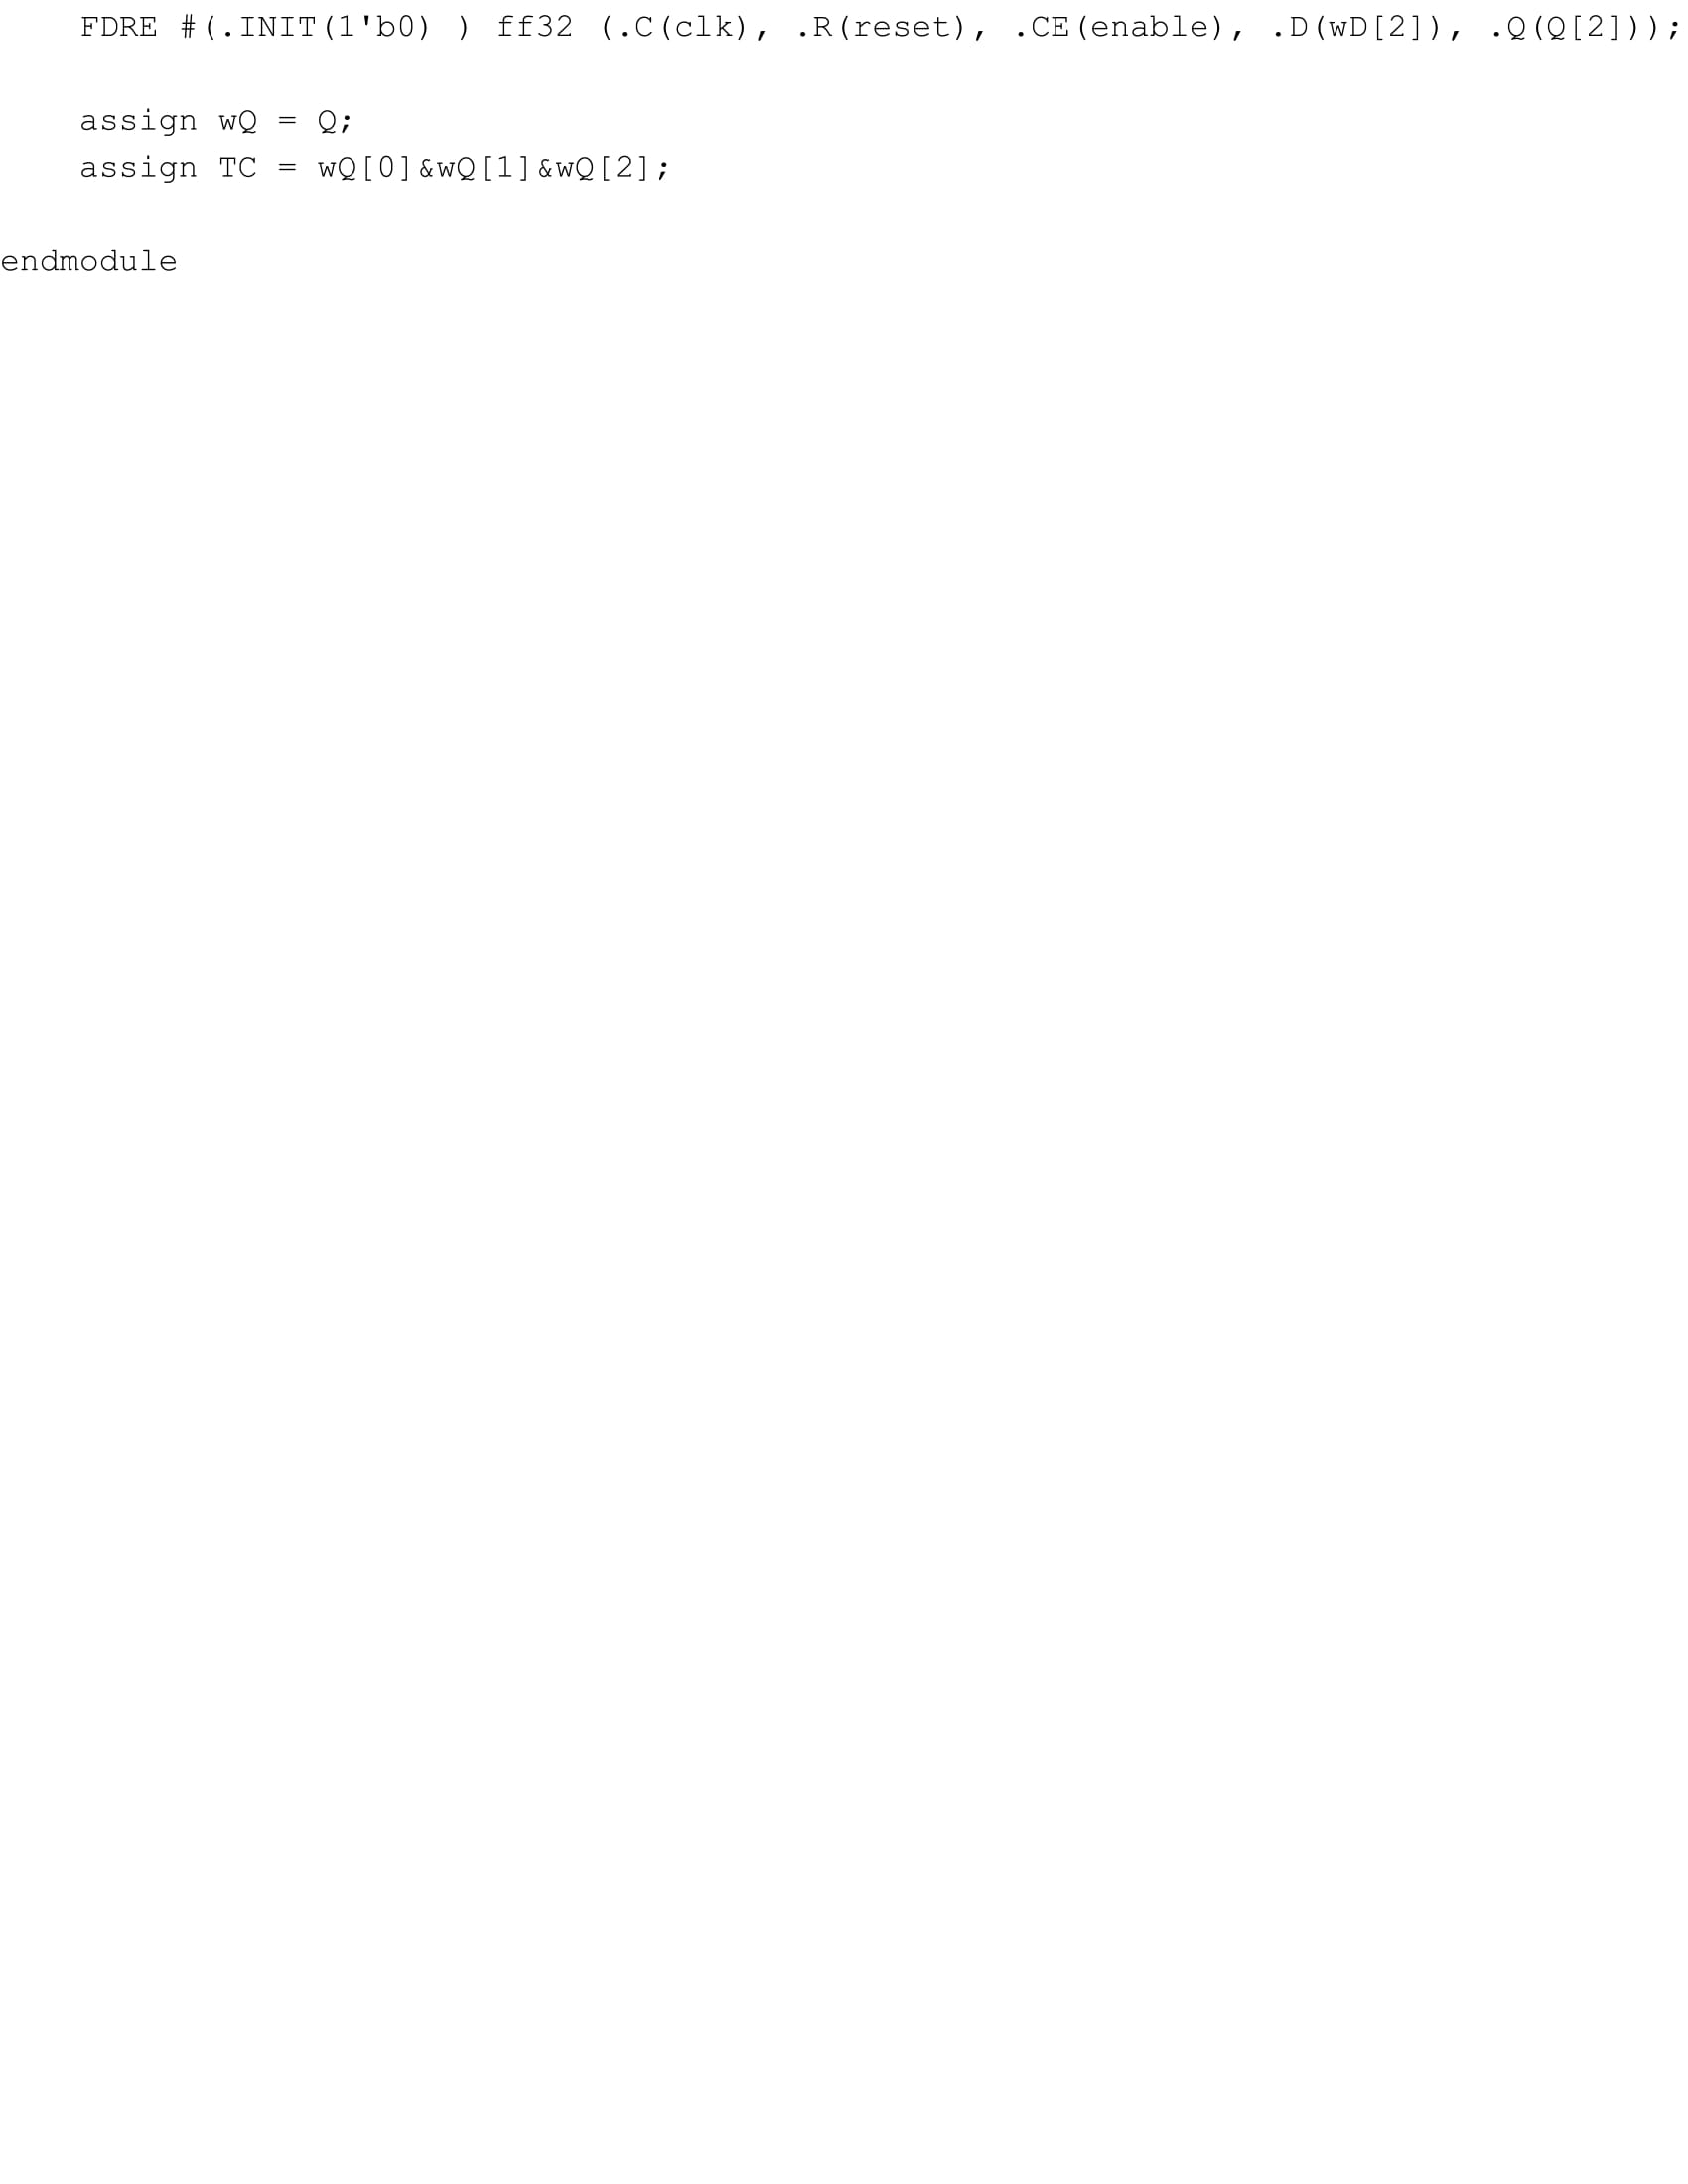 FDRE #(.INIT(1'b0) ) ff32 (.C(clk), .R(reset), .CE(enable), .D(wD[2]), .Q(Q[2]));
assign wQ = Q;
assign TC = wQ[0]&wQ[1]&wQ[2];
endmodule